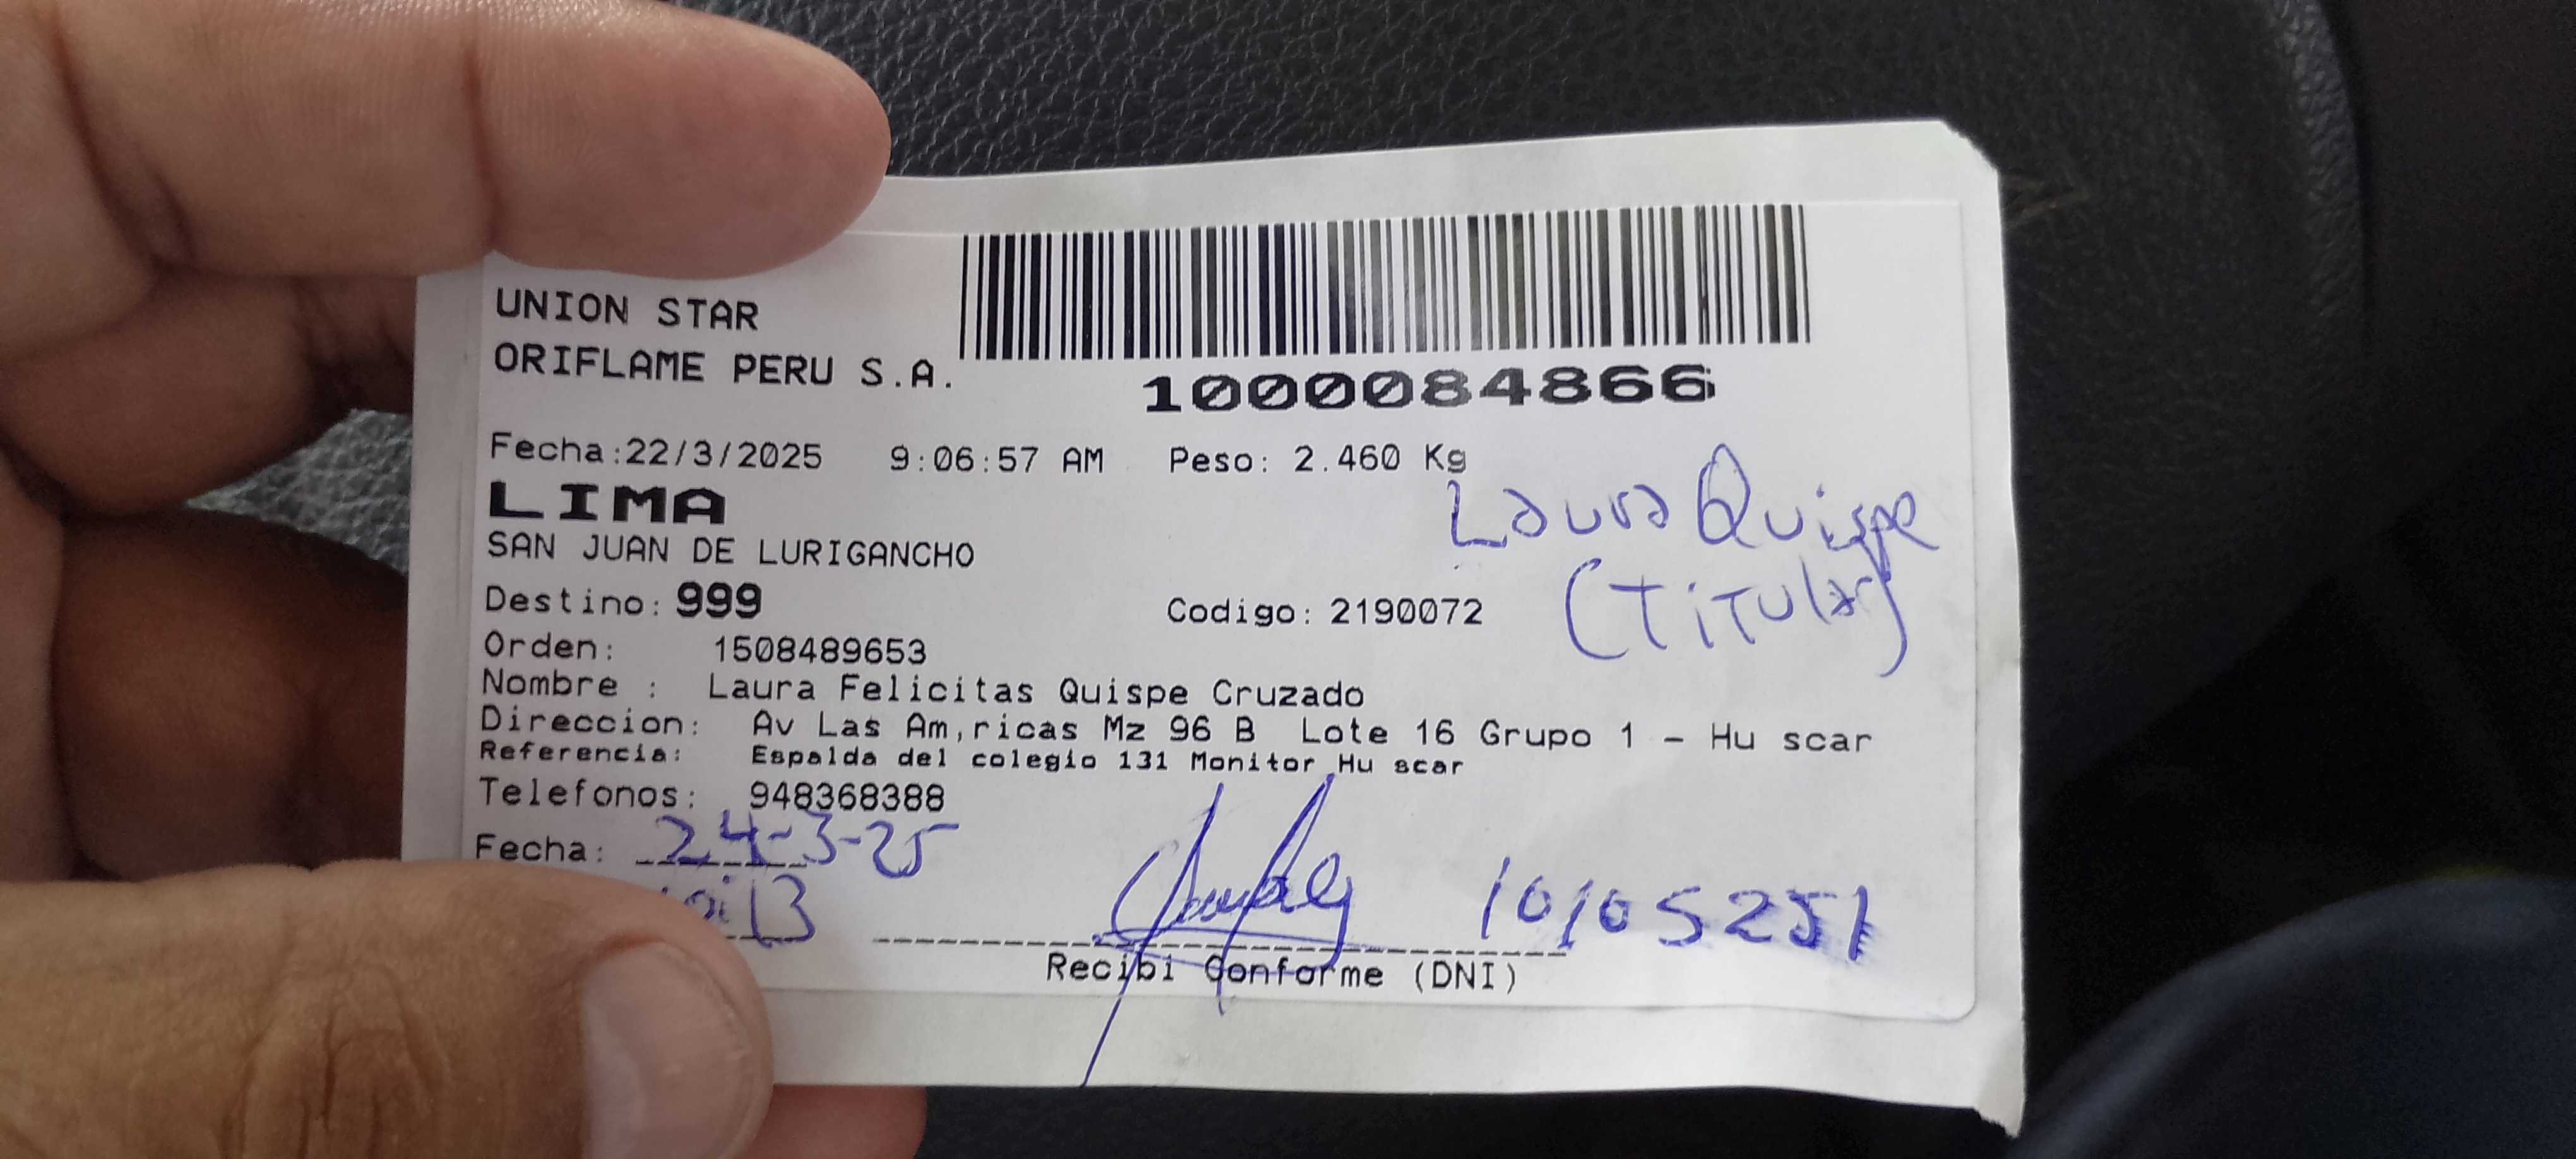 UNION STAR
ORIFLAME PERU S.A.
1000084866
Fecha:22/3/2025 9:06:57 AM Peso: 2.460 Kg
LIMA
Laura Quispe
SAN JUAN DE LURIGANCHO
(Titular)
Destino: 999 Codigo: 2190072
Orden: 1508489653
Nombre : Laura Felicitas Quispe Cruzado
Direccion: Av Las Am,ricas Mz 96 B Lote 16 Grupo 1 - Hu scar
Referencia: Espalda del colegio 131 Monitor Hu scar
Telefonos: 948368388
Fecha: 24-3-25
10105251
Recibi Conforme (DNI)